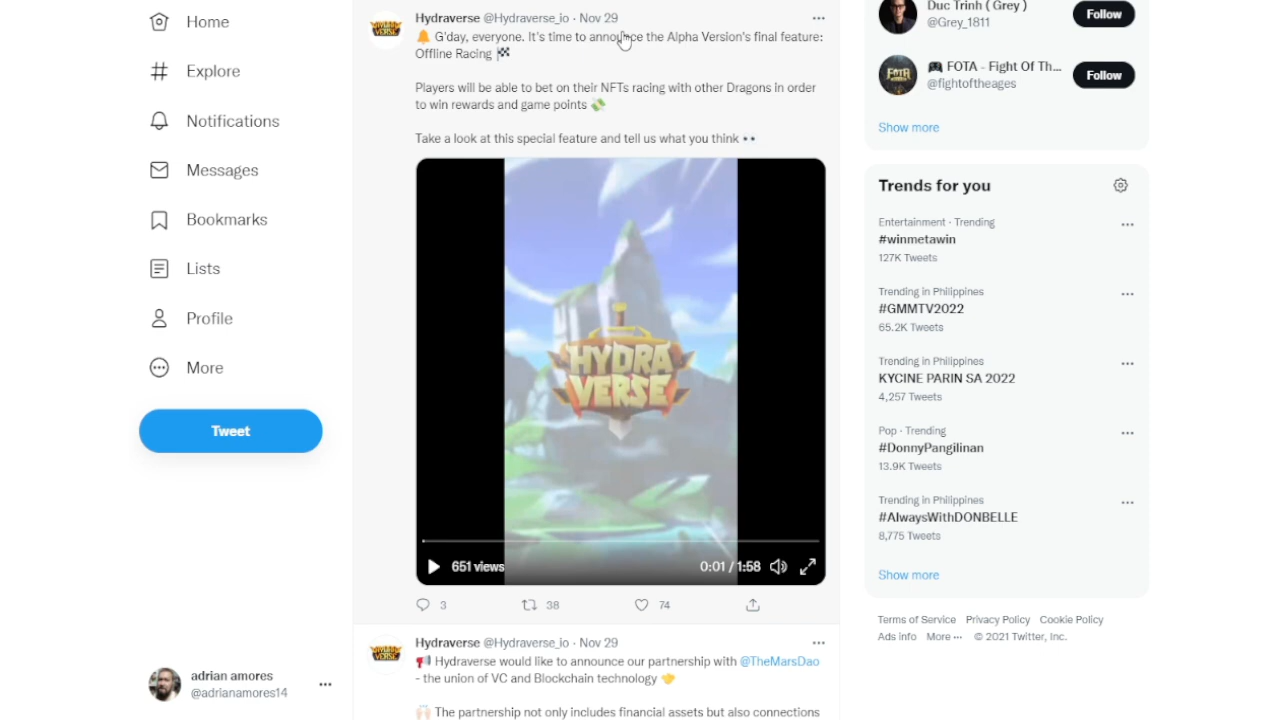 Home
Explore
Notifications
Messages
Bookmarks
Lists
Profile
More
Tweet
adrian amores
@adrianamores14
Hydraverse @Hydraverse_io · Nov 29
🔔 G'day, everyone. It's time to announce the Alpha Version's final feature:
Offline Racing 🏁
Players will be able to bet on their NFTs racing with other Dragons in order
to win rewards and game points 💸
Take a look at this special feature and tell us what you think 👀
HYDRA
VERSE
651 views
0:01 / 1:58
3
38
74
Hydraverse @Hydraverse_io · Nov 29
📢 Hydraverse would like to announce our partnership with @TheMarsDao
- the union of VC and Blockchain technology 🤝
🙌🏻 The partnership not only includes financial assets but also connections
Duc Trinh ( Grey )
@Grey_1811
Follow
🎮 FOTA - Fight Of Th...
@fightoftheages
Follow
Show more
Trends for you
Entertainment · Trending
#winmetawin
127K Tweets
Trending in Philippines
#GMMTV2022
65.2K Tweets
Trending in Philippines
KYCINE PARIN SA 2022
4,257 Tweets
Pop · Trending
#DonnyPangilinan
13.9K Tweets
Trending in Philippines
#AlwaysWithDONBELLE
8,775 Tweets
Show more
Terms of Service Privacy Policy Cookie Policy
Ads info More ··· © 2021 Twitter, Inc.